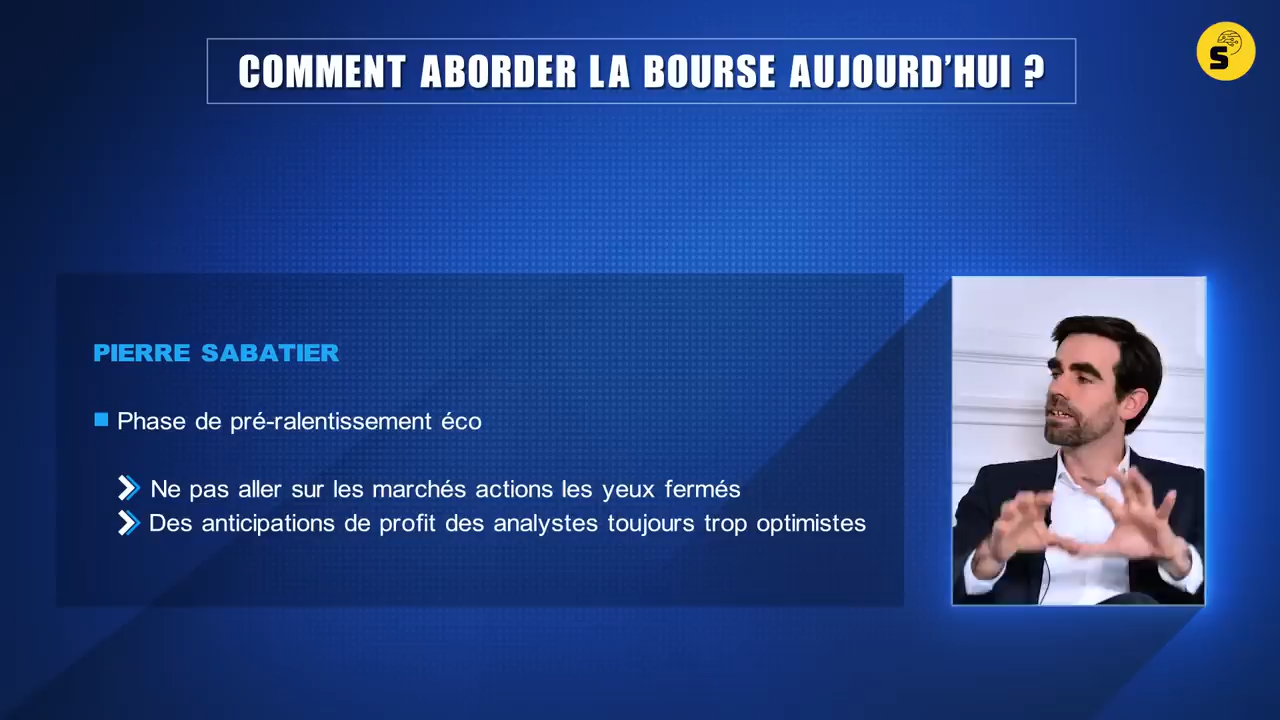 COMMENT ABORDER LA BOURSE AUJOURD'HUI ?
S
PIERRE SABATIER
Phase de pré-ralentissement éco
Ne pas aller sur les marchés actions les yeux fermés
Des anticipations de profit des analystes toujours trop optimistes